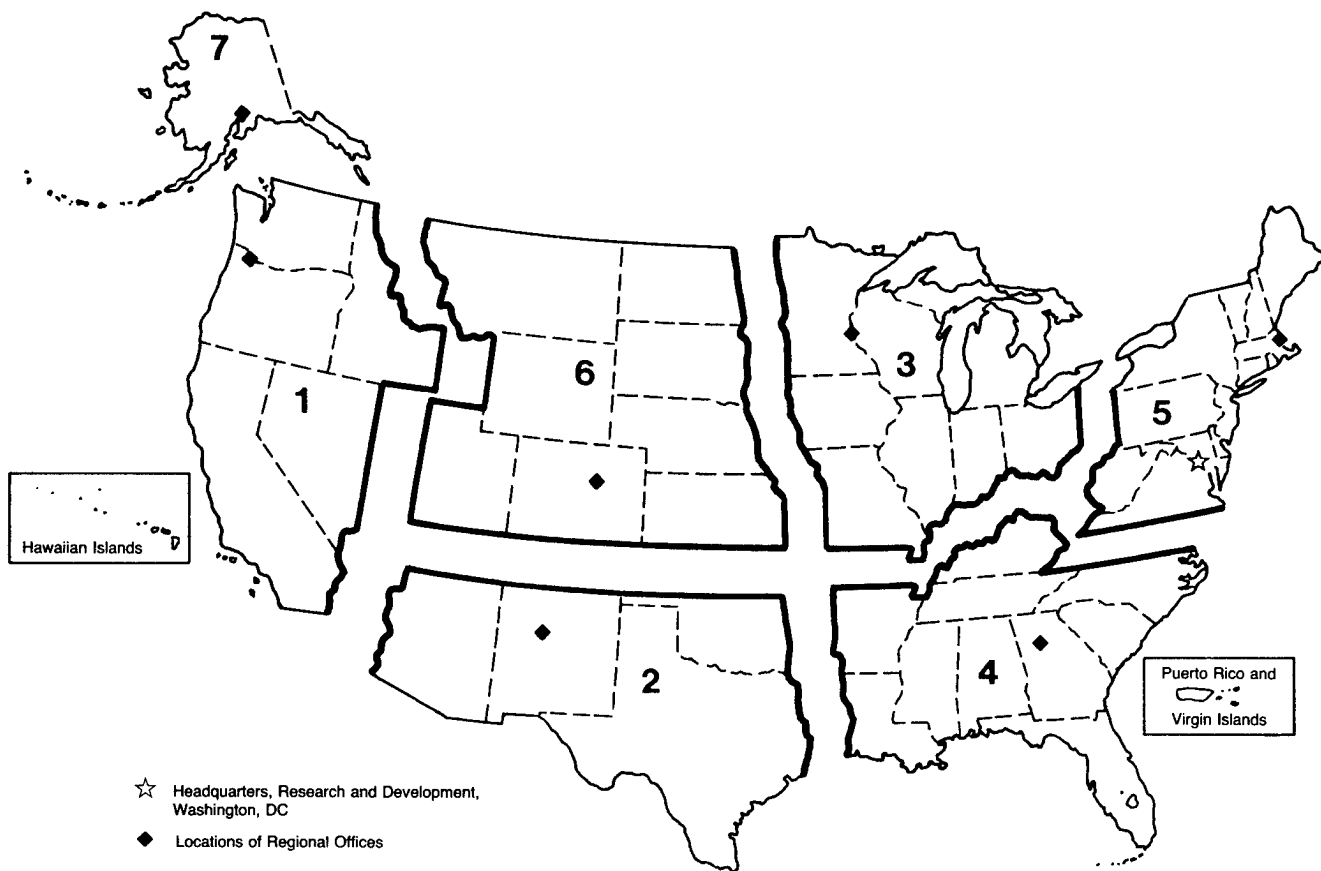 7
6
3
1
5
Hawaiian Islands
2
4
Puerto Rico and
Virgin Islands
Headquarters, Research and Development,
Washington, DC
Locations of Regional Offices